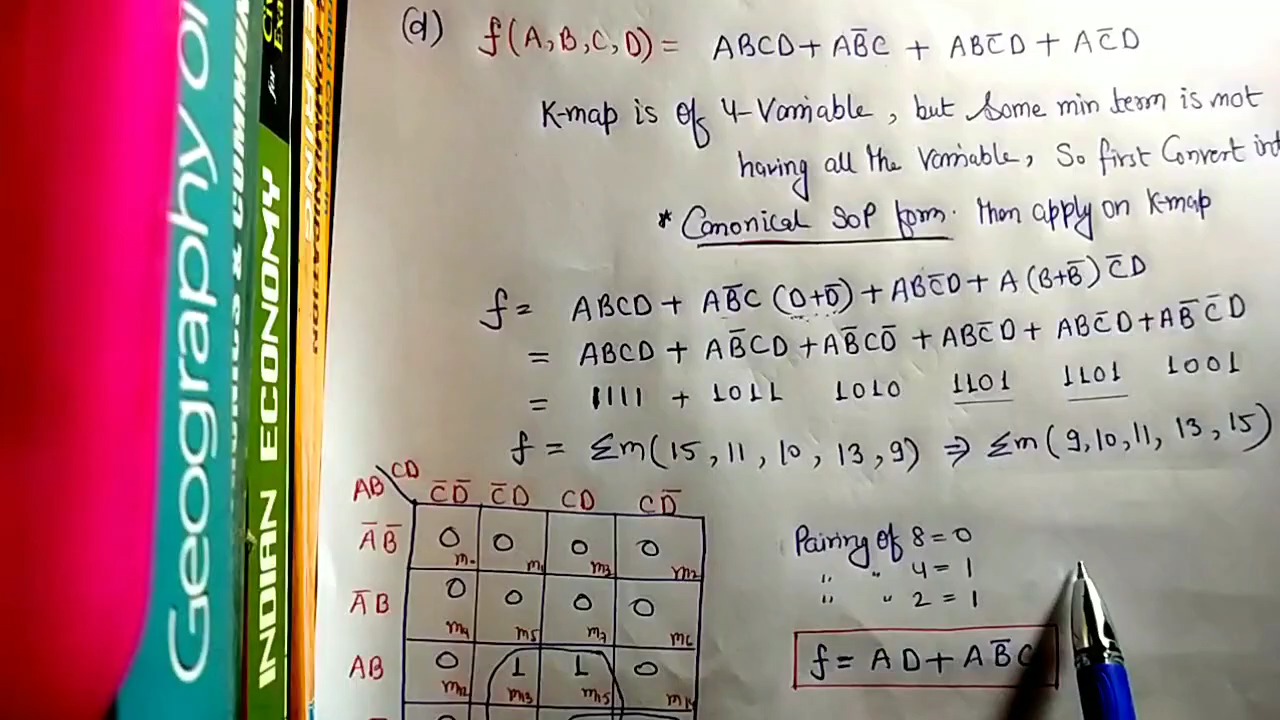 Geography of
INDIAN ECONOMY
(d) f(A,B,C,D) = ABCD + AB̅C + ABC̅D + AC̅D
K-map is of 4-Variable, but Some min term is not
having all the Variable, So first Convert int
* Canonical SOP form. Then apply on K-map
f = ABCD + AB̅C (D+D̅) + ABC̅D + A (B+B̅) C̅D
= ABCD + AB̅CD + AB̅CD̅ + ABC̅D + ABC̅D + AB̅C̅D
= 1111 + 1011 1010 1101 1101 1001
f = Σm(15, 11, 10, 13, 9) ⇒ Σm(9, 10, 11, 13, 15)
AB CD C̅D̅ C̅D CD CD̅
A̅B̅ 0 0 0 0
m₀ m₁ m₃ m₂
A̅B 0 0 0 0
m₄ m₅ m₇ m₆
AB 0 1 1 0
m₁₂ m₁₃ m₁₅ m₁₄
Pairing of 8 = 0
" " 4 = 1
" " 2 = 1
f = AD + AB̅C